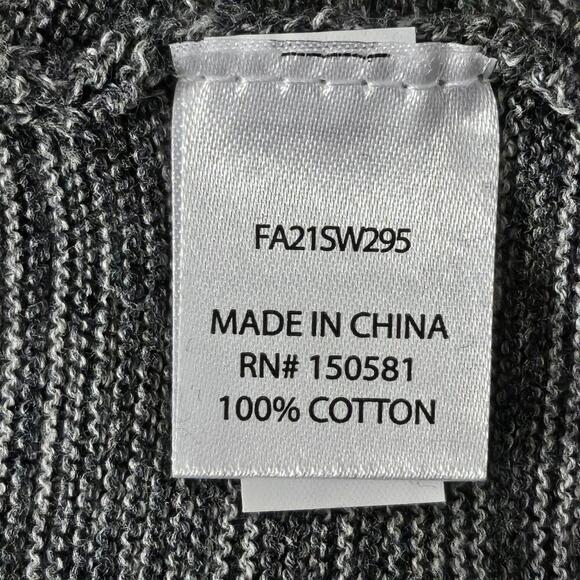 FA21SW295
MADE IN CHINA
RN# 150581
100% COTTON